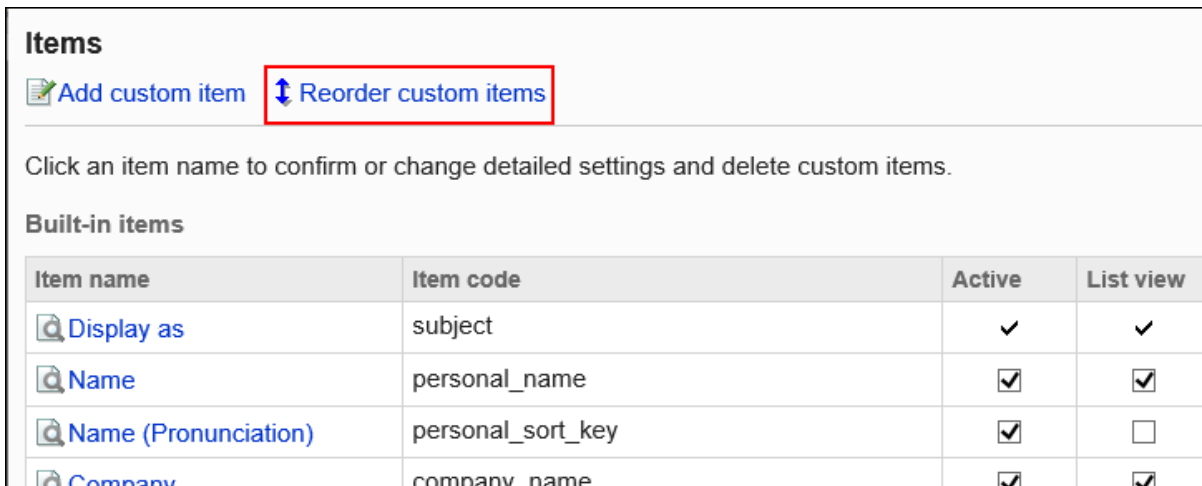 Items
Add custom item Reorder custom items
Click an item name to confirm or change detailed settings and delete custom items.
Built-in items
Item name Item code Active List view
Display as subject
Name personal_name
Name (Pronunciation) personal_sort_key
Company company_name